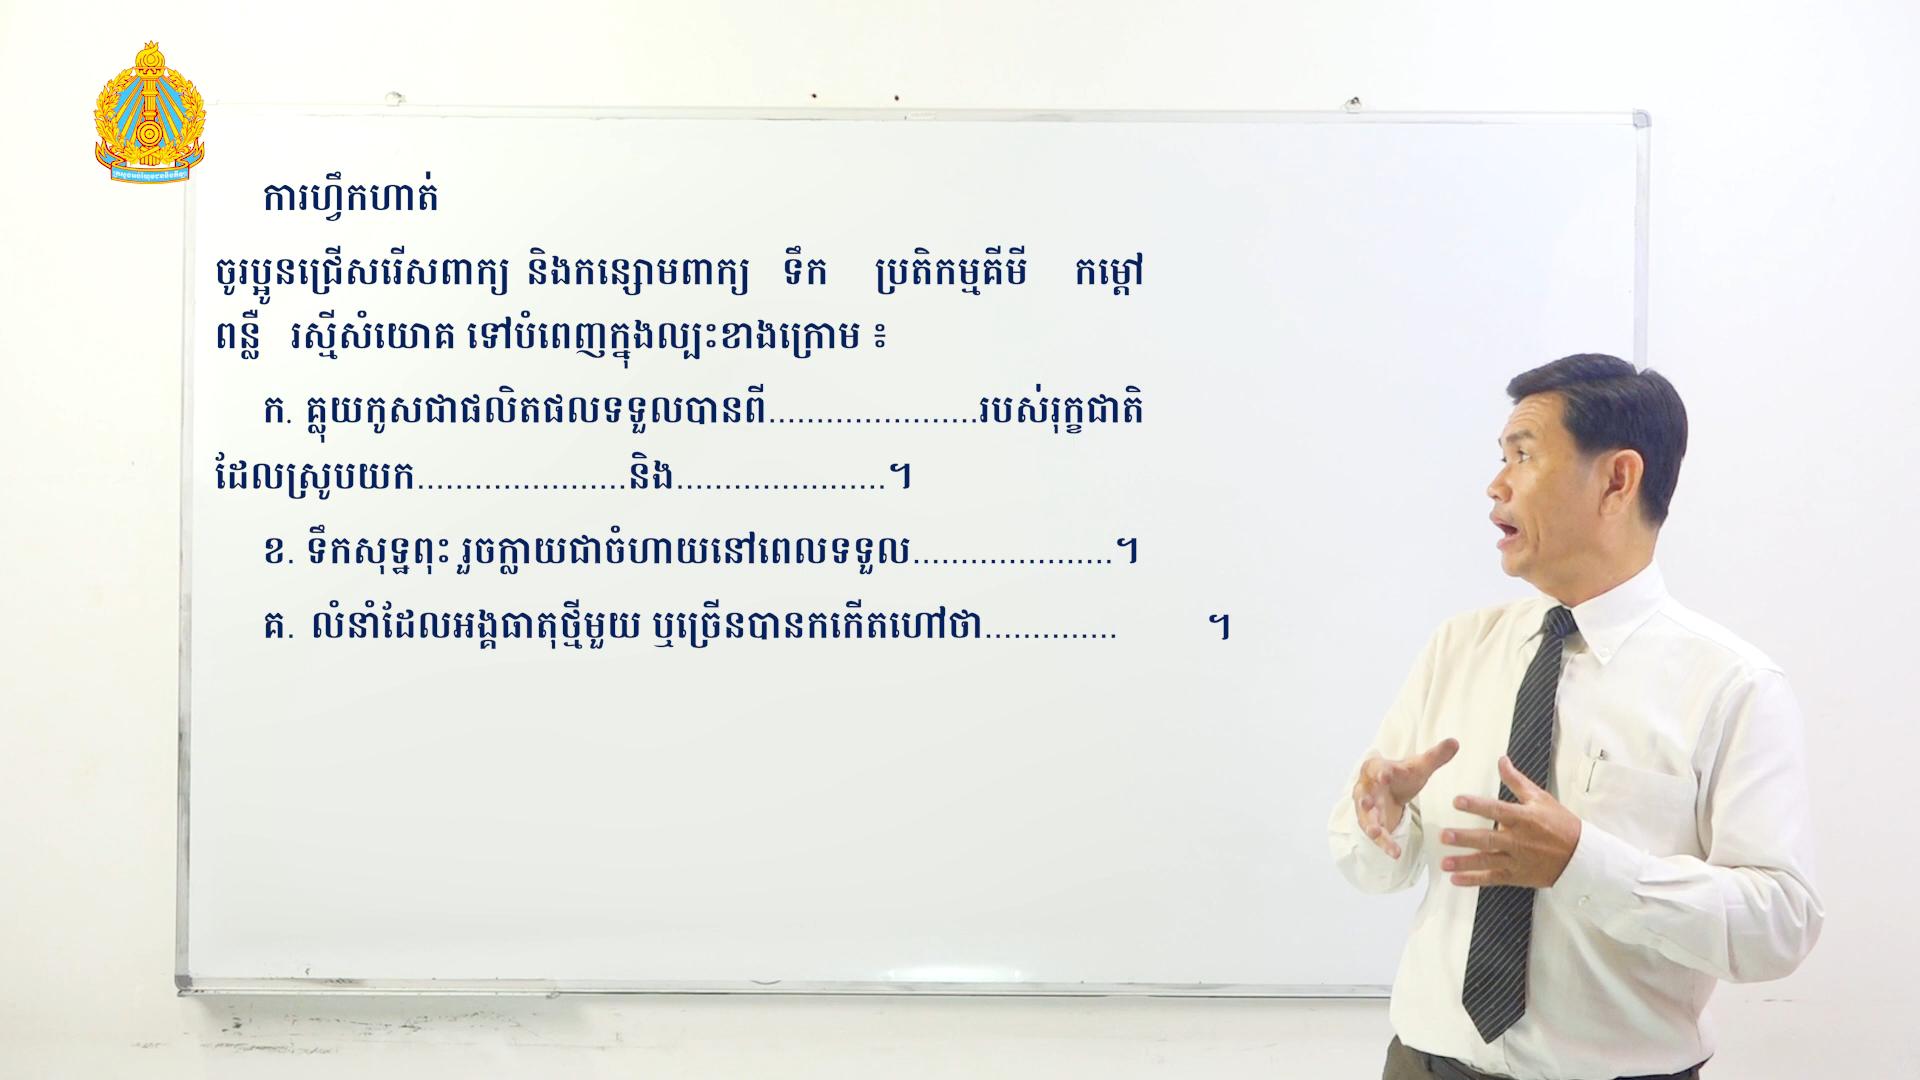 ការហ្វឹកហាត់
ចូរប្អូនជ្រើសរើសពាក្យ និងកន្សោមពាក្យ ទឹក ប្រតិកម្មគីមី កម្តៅ
ពន្លឺ រស្មីសំយោគ ទៅបំពេញក្នុងល្បះខាងក្រោម ៖
ក. គ្លុយកូសជាផលិតផលទទួលបានពី......................របស់រុក្ខជាតិ
ដែលស្រូបយក......................និង......................។
ខ. ទឹកសុទ្ធពុះ រួចក្លាយជាចំហាយនៅពេលទទួល.....................។
គ. លំនាំដែលអង្គធាតុថ្មីមួយ ឬច្រើនបានកកើតហៅថា.............. ។